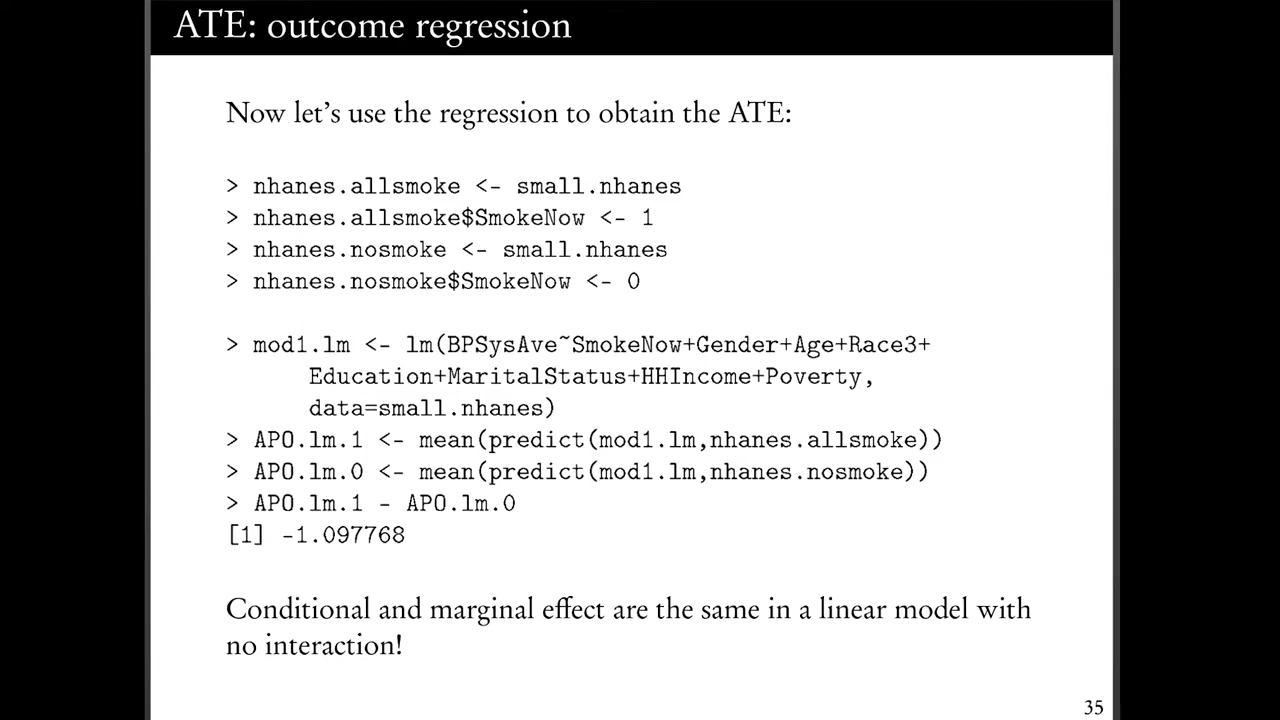 ATE: outcome regression
Now let's use the regression to obtain the ATE:
> nhanes.allsmoke <- small.nhanes
> nhanes.allsmoke$SmokeNow <- 1
> nhanes.nosmoke <- small.nhanes
> nhanes.nosmoke$SmokeNow <- 0
> mod1.lm <- lm(BPSysAve~SmokeNow+Gender+Age+Race3+
Education+MaritalStatus+HHIncome+Poverty,
data=small.nhanes)
> APO.lm.1 <- mean(predict(mod1.lm,nhanes.allsmoke))
> APO.lm.0 <- mean(predict(mod1.lm,nhanes.nosmoke))
> APO.lm.1 - APO.lm.0
[1] -1.097768
Conditional and marginal effect are the same in a linear model with
no interaction!
35